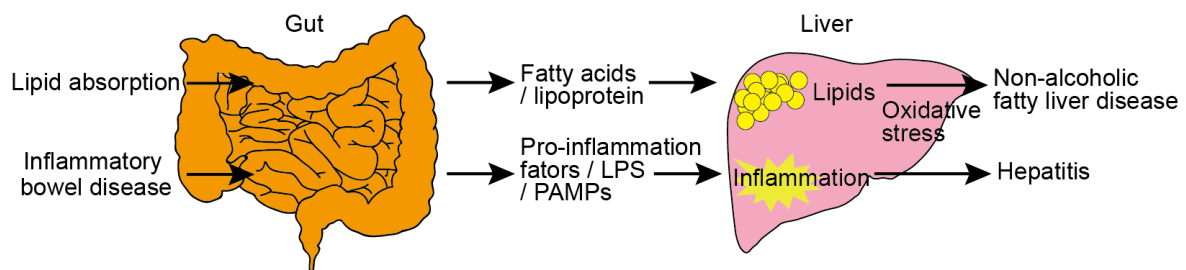 Gut
Liver
Lipid absorption
Fatty acids
/ lipoprotein
Lipids
Oxidative
stress
Non-alcoholic
fatty liver disease
Inflammatory
bowel disease
Pro-inflammation
fators / LPS
/ PAMPs
Inflammation
Hepatitis